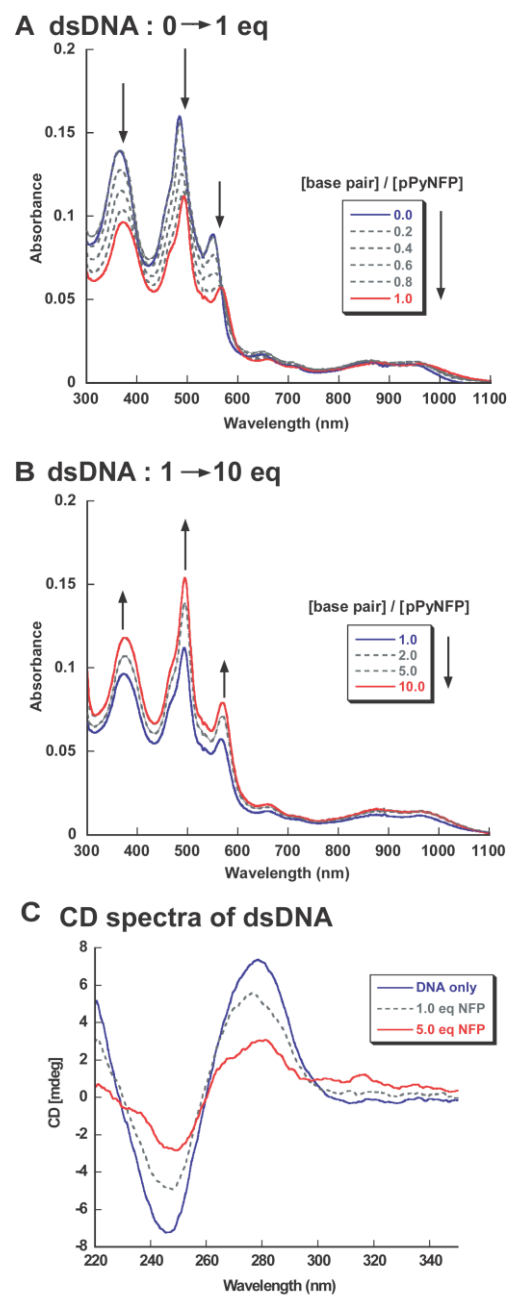 A dsDNA : 0 → 1 eq
0.2
0.15
0.1
0.05
0
Absorbance
[base pair] / [pPyNFP]
0.0
0.2
0.4
0.6
0.8
1.0
300 400 500 600 700 800 900 1000 1100
Wavelength (nm)
B dsDNA : 1 → 10 eq
0.2
0.15
0.1
0.05
0
Absorbance
[base pair] / [pPyNFP]
1.0
2.0
5.0
10.0
300 400 500 600 700 800 900 1000 1100
Wavelength (nm)
C CD spectra of dsDNA
8
6
4
2
0
-2
-4
-6
-8
CD [mdeg]
DNA only
1.0 eq NFP
5.0 eq NFP
220 240 260 280 300 320 340
Wavelength (nm)